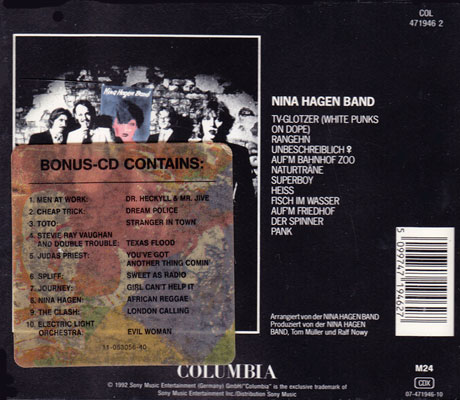 COL
471946 2
NINA HAGEN BAND
TV-GLOTZER (WHITE PUNKS
ON DOPE)
RANGEHN
UNBESCHREIBLICH ♀
AUF'M BAHNHOF ZOO
NATURTRÄNE
SUPERBOY
HEISS
FISCH IM WASSER
AUF'M FRIEDHOF
DER SPINNER
PANK
Nina Hagen Band
BONUS-CD CONTAINS:
1. MEN AT WORK: DR. HECKYLL & MR. JIVE
2. CHEAP TRICK: DREAM POLICE
3. TOTO: STRANGER IN TOWN
4. STEVIE RAY VAUGHAN
AND DOUBLE TROUBLE: TEXAS FLOOD
5. JUDAS PRIEST: YOU'VE GOT
ANOTHER THING COMIN'
6. SPLIFF: SWEET AS RADIO
7. JOURNEY: GIRL CAN'T HELP IT
8. NINA HAGEN: AFRICAN REGGAE
9. THE CLASH: LONDON CALLING
10. ELECTRIC LIGHT
ORCHESTRA: EVIL WOMAN
5 099747 194627
Arrangiert von der NINA HAGEN BAND
Produziert von der NINA HAGEN
BAND, Tom Müller und Ralf Nowy
COLUMBIA
© 1992 Sony Music Entertainment (Germany) GmbH/"Columbia" is the exclusive trademark of
Sony Music Entertainment Inc./Distribution Sony Music
M24
CDX
07-471946-10